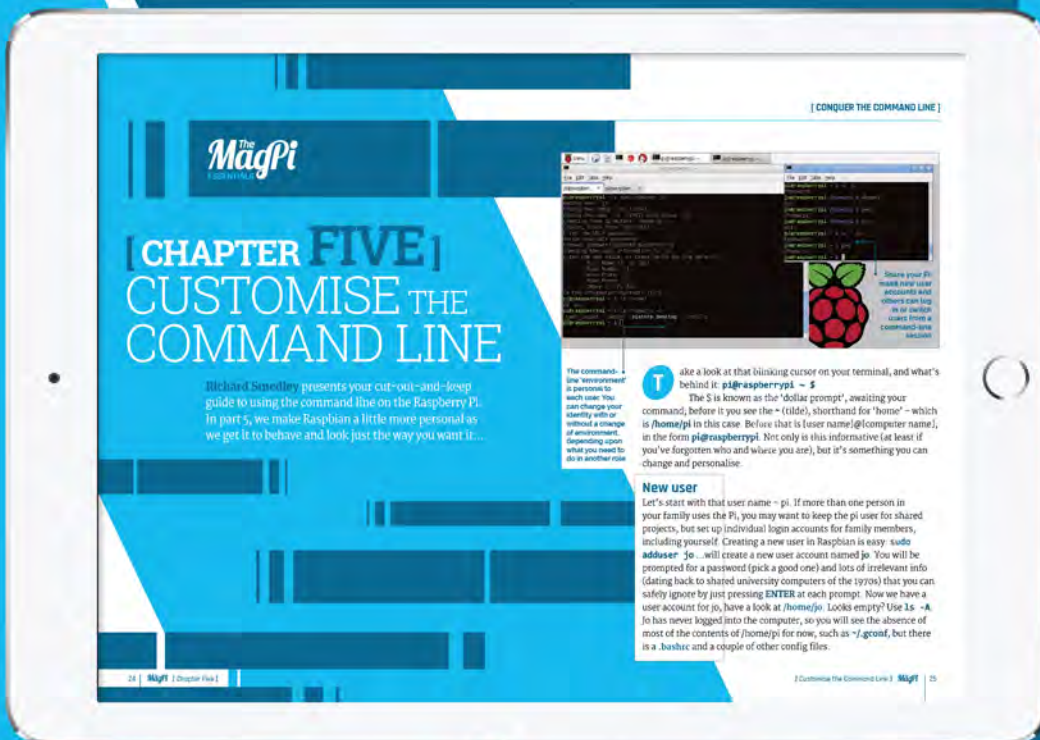 The
MagPi
ESSENTIALS
[ CHAPTER FIVE ]
CUSTOMISE THE
COMMAND LINE
Richard Smedley presents your cut-out-and-keep
guide to using the command line on the Raspberry Pi.
In part 5, we make Raspbian a little more personal as
we get it to behave and look just the way you want it...
24 | MagPi [ Chapter Five ]
[ CONQUER THE COMMAND LINE ]
File Edit Tabs Help
File Edit Tabs Help
Share your Pi:
make new user
accounts and
others can log
in or switch
users from a
command-line
session
The command-
line 'environment'
is personal to
each user. You
can change your
identity with or
without a change
of environment,
depending upon
what you need to
do in another role
Take a look at that blinking cursor on your terminal, and what's
behind it: pi@raspberrypi ~ $
The $ is known as the 'dollar prompt', awaiting your
command; before it you see the ~ (tilde), shorthand for 'home' - which
is /home/pi in this case. Before that is [user name]@[computer name],
in the form pi@raspberrypi. Not only is this informative (at least if
you've forgotten who and where you are), but it's something you can
change and personalise.
New user
Let's start with that user name - pi. If more than one person in
your family uses the Pi, you may want to keep the pi user for shared
projects, but set up individual login accounts for family members,
including yourself. Creating a new user in Raspbian is easy: sudo
adduser jo ...will create a new user account named jo. You will be
prompted for a password (pick a good one) and lots of irrelevant info
(dating back to shared university computers of the 1970s) that you can
safely ignore by just pressing ENTER at each prompt. Now we have a
user account for jo, have a look at /home/jo. Looks empty? Use ls -A.
Jo has never logged into the computer, so you will see the absence of
most of the contents of /home/pi for now, such as ~/.gconf, but there
is a .bashrc and a couple of other config files.
[ Customise the Command Line ] MagPi | 25